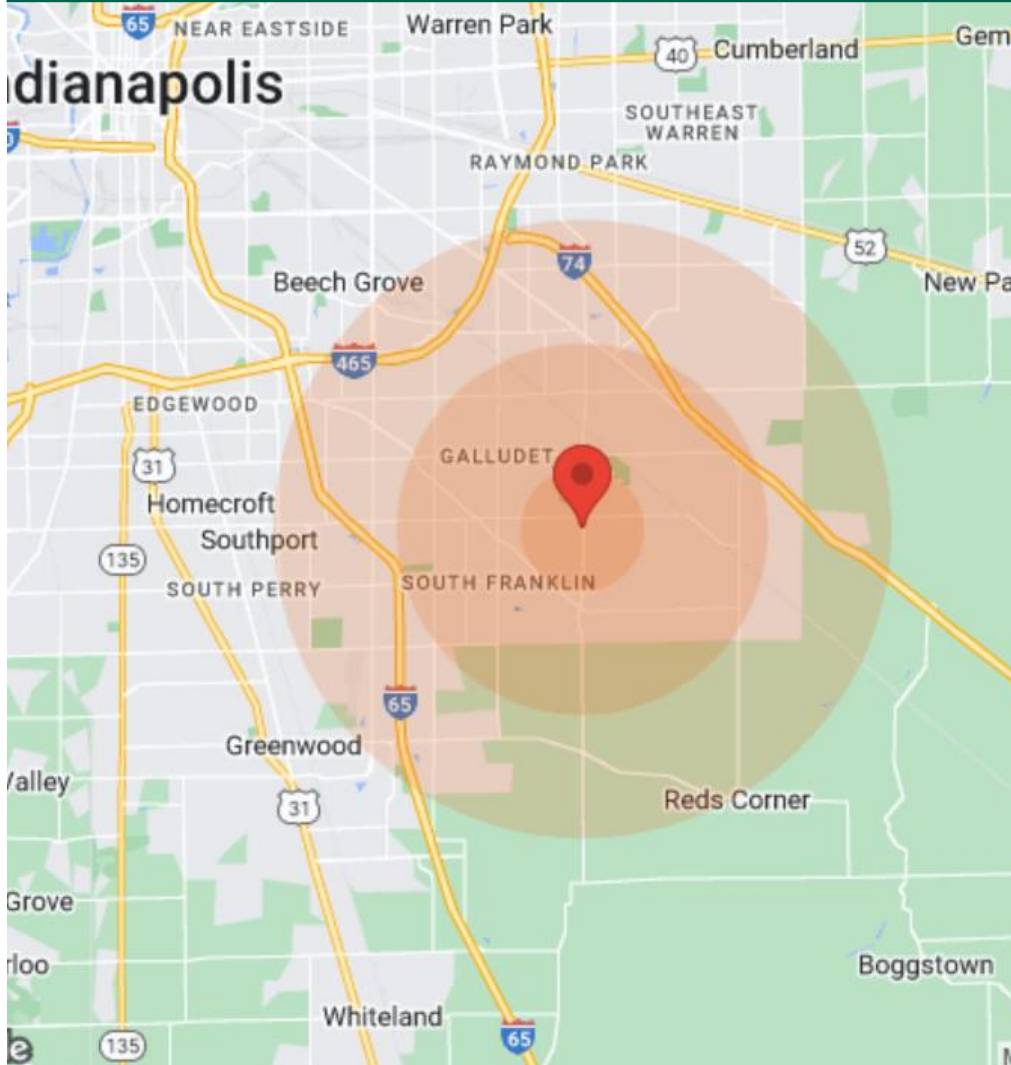 65
NEAR EASTSIDE
Warren Park
40
Cumberland
Gem
dianapolis
SOUTHEAST
WARREN
RAYMOND PARK
52
74
Beech Grove
New Pa
465
EDGEWOOD
31
GALLUDET
Homecroft
Southport
135
SOUTH PERRY
SOUTH FRANKLIN
65
Greenwood
Valley
31
Reds Corner
Grove
rloo
Boggstown
Whiteland
135
65